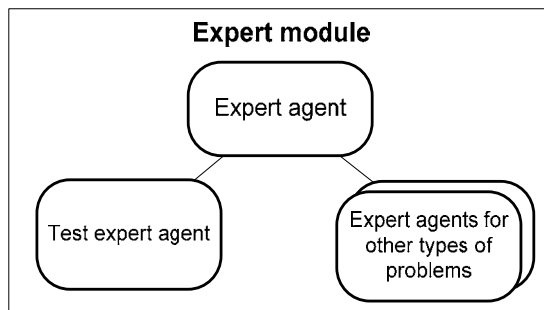 Expert module
Expert agent
Test expert agent
Expert agents for
other types of
problems